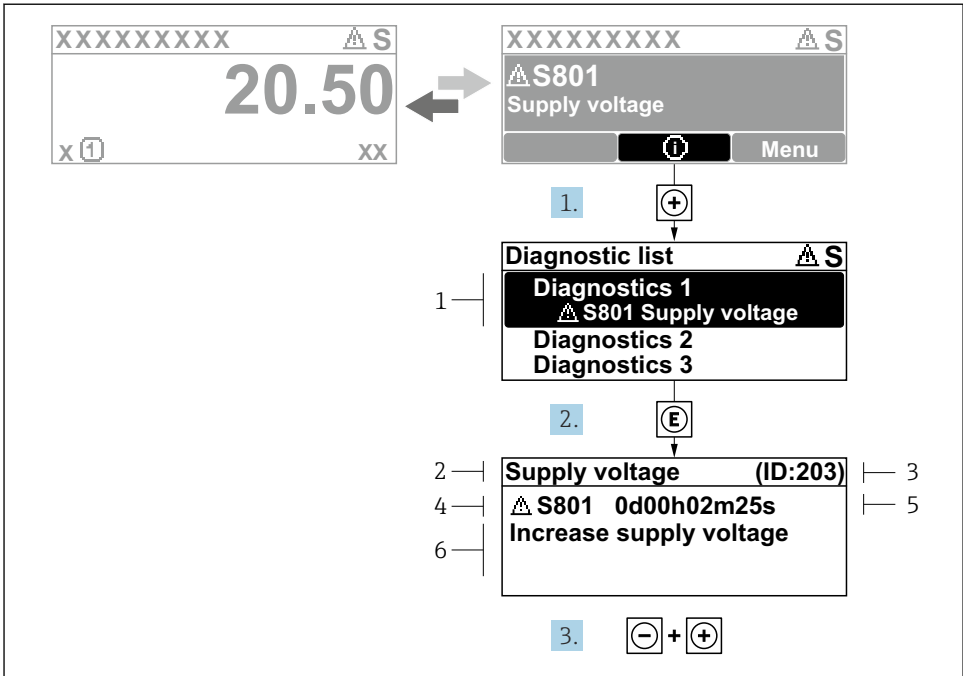 XXXXXXXXX ⚠ S
20.50
X 1 XX
XXXXXXXXX ⚠ S
⚠ S801
Supply voltage
ⓘ Menu
1. +
Diagnostic list ⚠ S
1
Diagnostics 1
⚠ S801 Supply voltage
Diagnostics 2
Diagnostics 3
2. E
2 Supply voltage (ID:203) 3
4 ⚠ S801 0d00h02m25s 5
6 Increase supply voltage
3. - + +